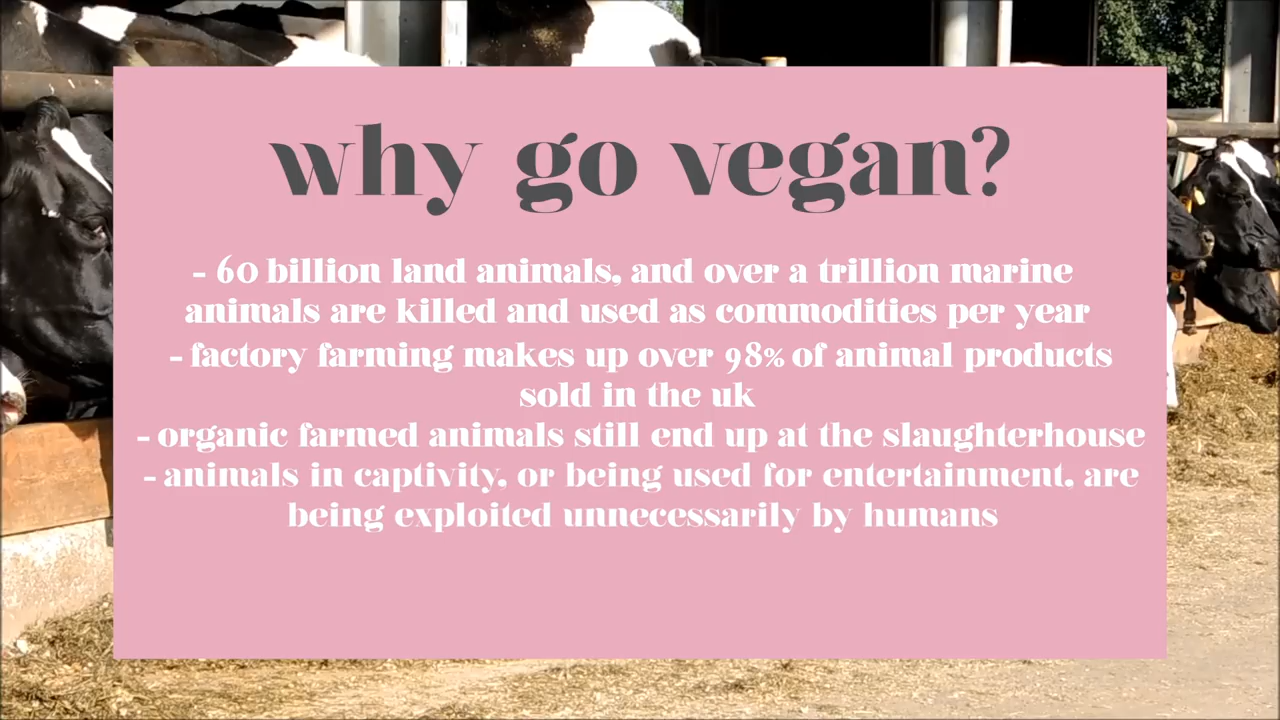 why go vegan?
- 60 billion land animals, and over a trillion marine
animals are killed and used as commodities per year
- factory farming makes up over 98% of animal products
sold in the uk
- organic farmed animals still end up at the slaughterhouse
- animals in captivity, or being used for entertainment, are
being exploited unnecessarily by humans